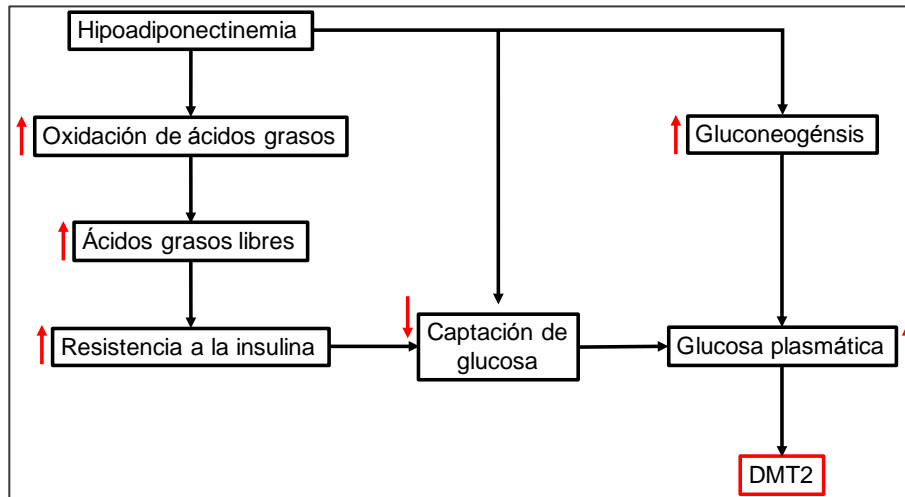 Hipoadiponectinemia
Oxidación de ácidos grasos
Gluconeogénsis
Ácidos grasos libres
Resistencia a la insulina
Captación de
glucosa
Glucosa plasmática
DMT2